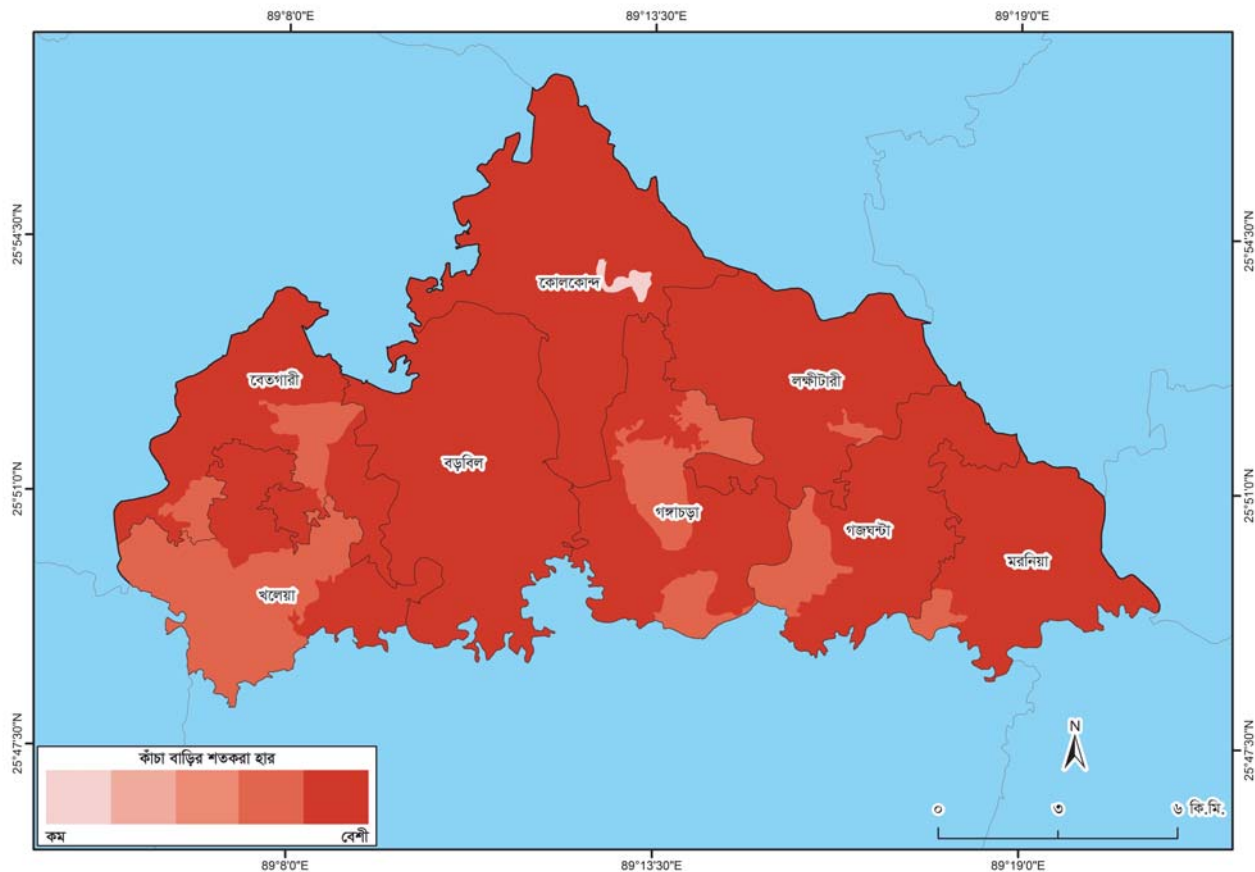 89°8'0"E
89°13'30"E
89°19'0"E
25°54'30"N
25°54'30"N
কোলকোন্দ
বেতগারী
লক্ষীটারী
বড়বিল
25°51'0"N
25°51'0"N
গঙ্গাচড়া
গজঘন্টা
মরনিয়া
খলেয়া
25°47'30"N
25°47'30"N
N
কাঁচা বাড়ির শতকরা হার
কম
বেশী
০ ৩ ৬ কি.মি.
89°8'0"E
89°13'30"E
89°19'0"E